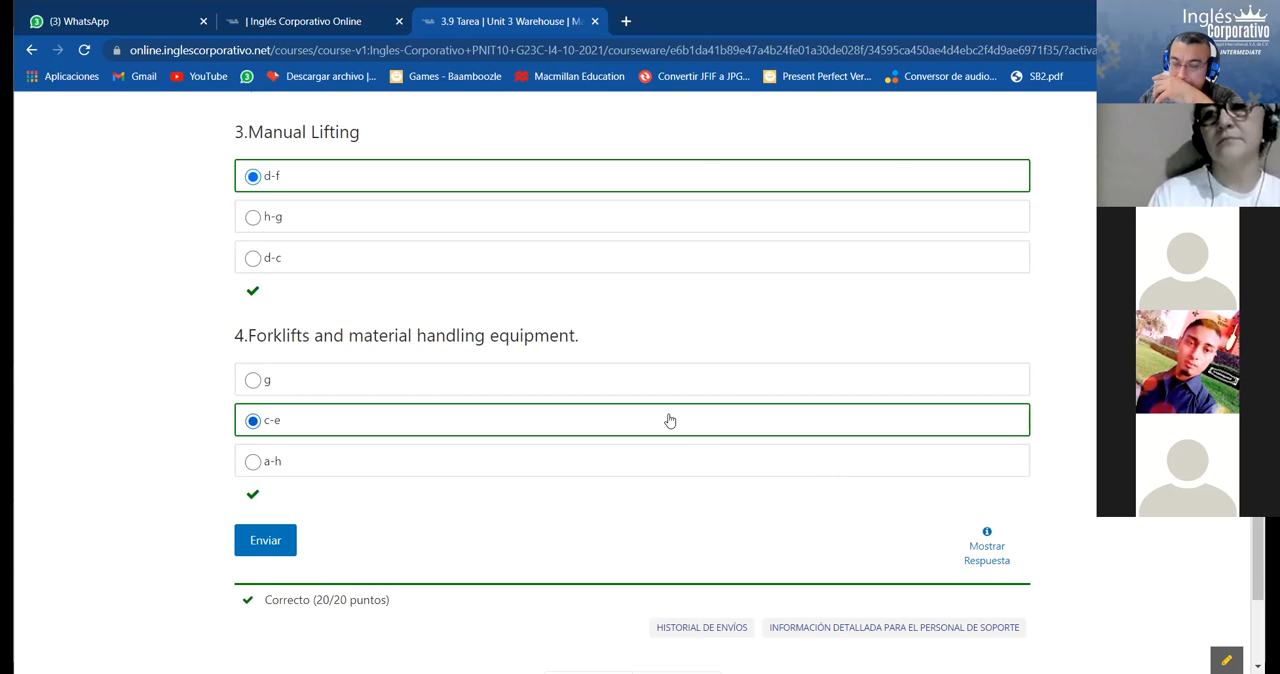 (3) WhatsApp
| Inglés Corporativo Online
3.9 Tarea | Unit 3 Warehouse | M
online.inglescorporativo.net/courses/course-v1:Ingles-Corporativo+PNIT10+G23C-I4-10-2021/courseware/e6b1da41b89e47a4b24fe01a30de028f/34595ca450ae4d4ebc2f4d9ae6971f35/?activa
Aplicaciones
Gmail
YouTube
Descargar archivo |...
Games - Baamboozle
Macmillan Education
Convertir JFIF a JPG...
Present Perfect Ver...
Conversor de audio...
SB2.pdf
Inglés
Corporativo
INTERMEDIATE
3.Manual Lifting
d-f
h-g
d-c
4.Forklifts and material handling equipment.
g
c-e
a-h
Enviar
Mostrar
Respuesta
Correcto (20/20 puntos)
HISTORIAL DE ENVÍOS
INFORMACIÓN DETALLADA PARA EL PERSONAL DE SOPORTE